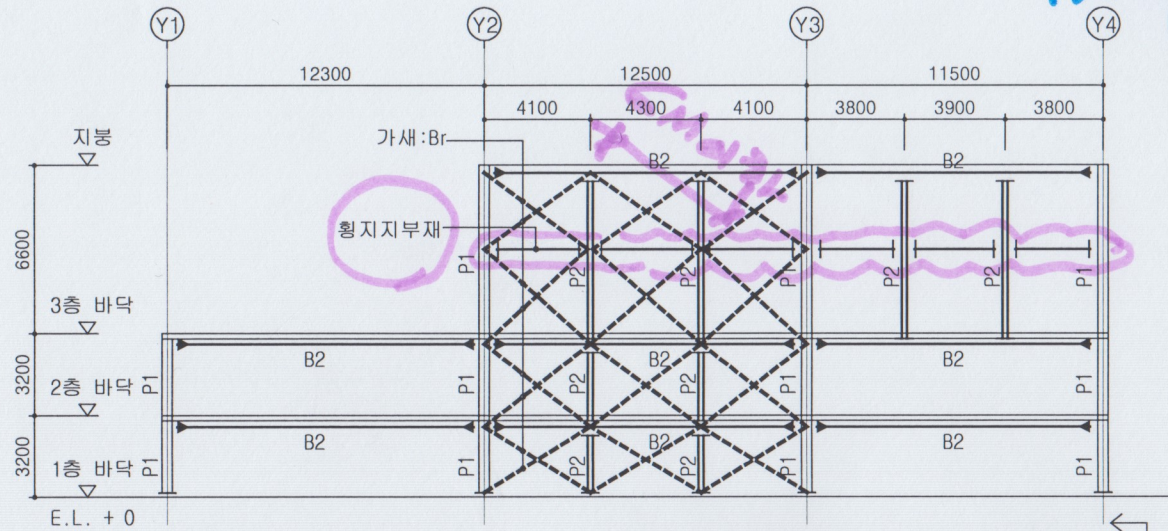 Y1 Y2 Y3 Y4
12300 12500 11500
4100 4300 4100 3800 3900 3800
지붕
가새:Br
B2 B2
6600
횡지지부재
P1 P2 P2 P1 P2 P1
3층 바닥
B2 B2 B2
3200
2층 바닥
P1 P1 P2 P2 P1 P1
B2 B2 B2
3200
1층 바닥
P1 P1 P2 P2 P1 P1
E.L. + 0